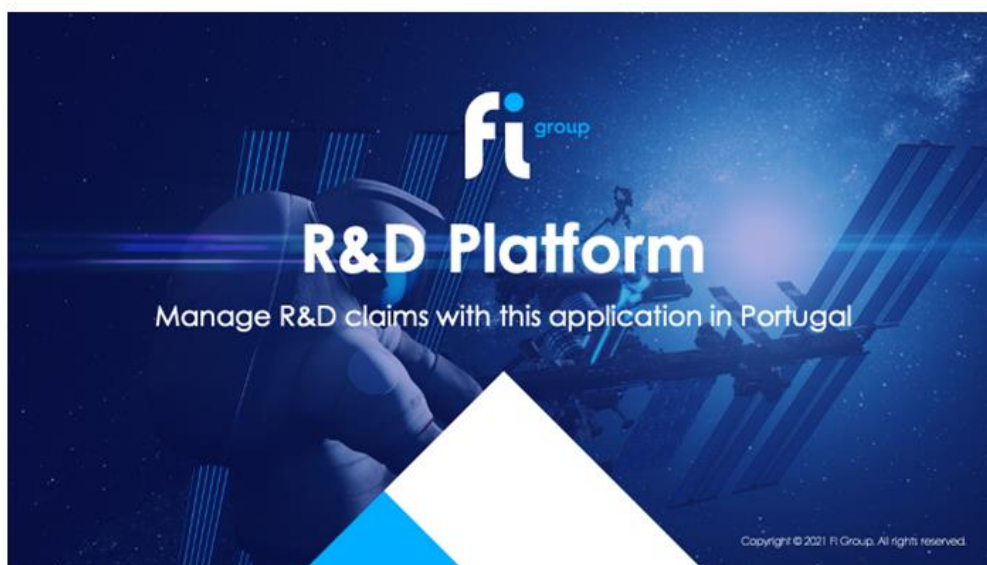 fi group
R&D Platform
Manage R&D claims with this application in Portugal
Copyright © 2021 FI Group. All rights reserved.